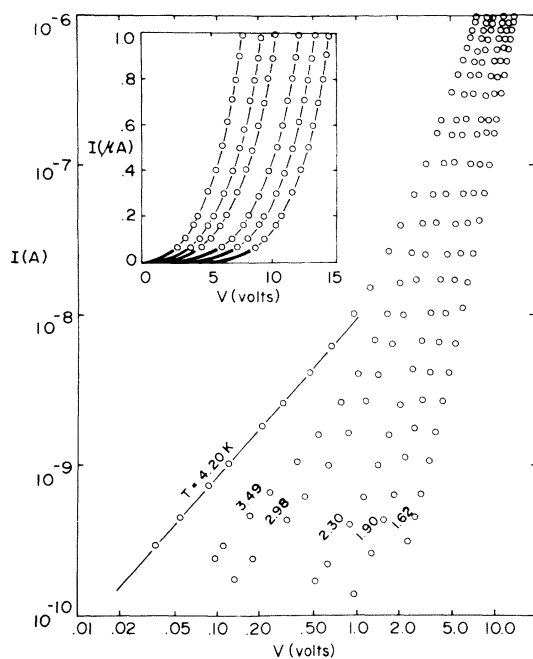 10⁻⁶
10⁻⁷
I(A)
10⁻⁸
10⁻⁹
10⁻¹⁰
.01 .02 .05 .10 .20 .50 1.0 2.0 5.0 10.0
V (volts)
T = 4.20 K
3.49
2.98
2.30
1.90
1.62
1.0
.8
I(μA)
.6
.4
.2
0
0 5 10 15
V (volts)